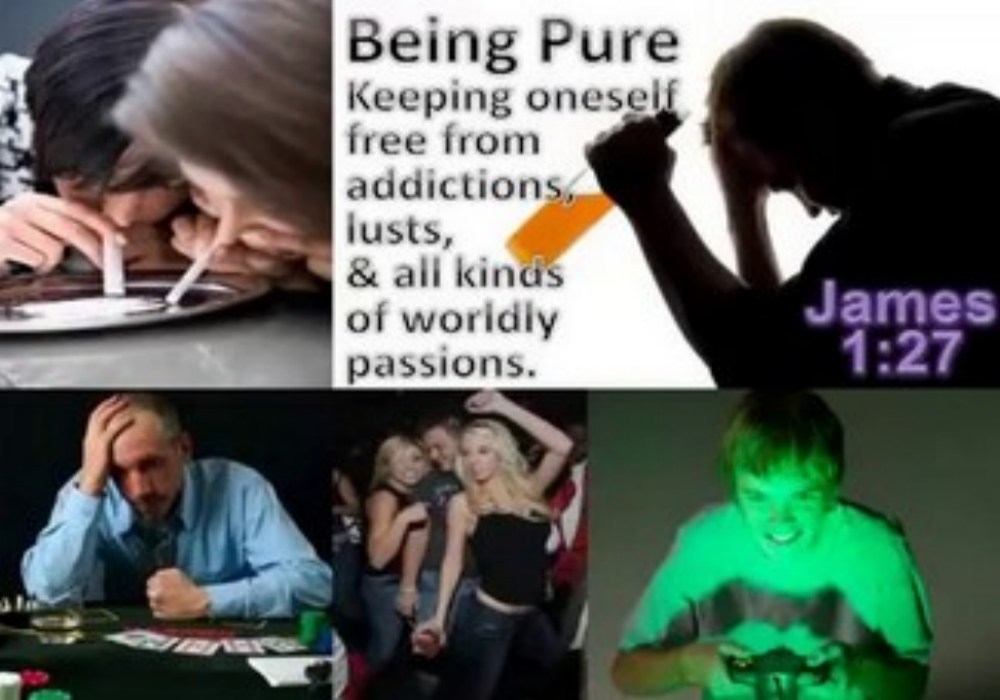 Being Pure
Keeping oneself
free from
addictions,
lusts,
& all kinds
of worldly
passions.
James
1:27